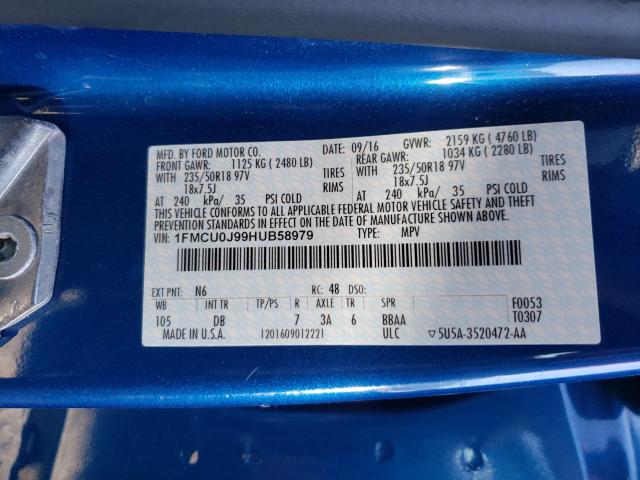 MFD. BY FORD MOTOR CO. DATE: 09/16 GVWR: 2159 KG ( 4760 LB)
FRONT GAWR: 1125 KG ( 2480 LB) REAR GAWR: 1034 KG ( 2280 LB)
WITH TIRES WITH TIRES
235/50R18 97V 235/50R18 97V
18x7.5J RIMS 18x7.5J RIMS
AT 240 kPa/ 35 PSI COLD AT 240 kPa/ 35 PSI COLD
THIS VEHICLE CONFORMS TO ALL APPLICABLE FEDERAL MOTOR VEHICLE SAFETY AND THEFT
PREVENTION STANDARDS IN EFFECT ON THE DATE OF MANUFACTURE SHOWN ABOVE.
VIN: 1FMCU0J99HUB58979 TYPE: MPV
EXT PNT: N6 RC: 48 DSO:
WB INT TR TP/PS R AXLE TR SPR F0053
105 DB 7 3A 6 BBAA T0307
MADE IN U.S.A. 1201609012221 ULC ▽5U5A-3520472-AA